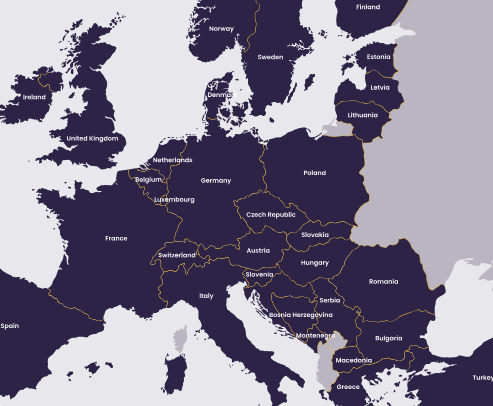 Finland
Norway
Sweden
Estonia
Latvia
Denmark
Ireland
Lithuania
United Kingdom
Netherlands
Belgium
Germany
Poland
Luxembourg
Czech Republic
Slovakia
France
Switzerland
Austria
Hungary
Slovenia
Romania
Italy
Serbia
Bosnia Herzegovina
Spain
Montenegro
Bulgaria
Macedonia
Turkey
Greece